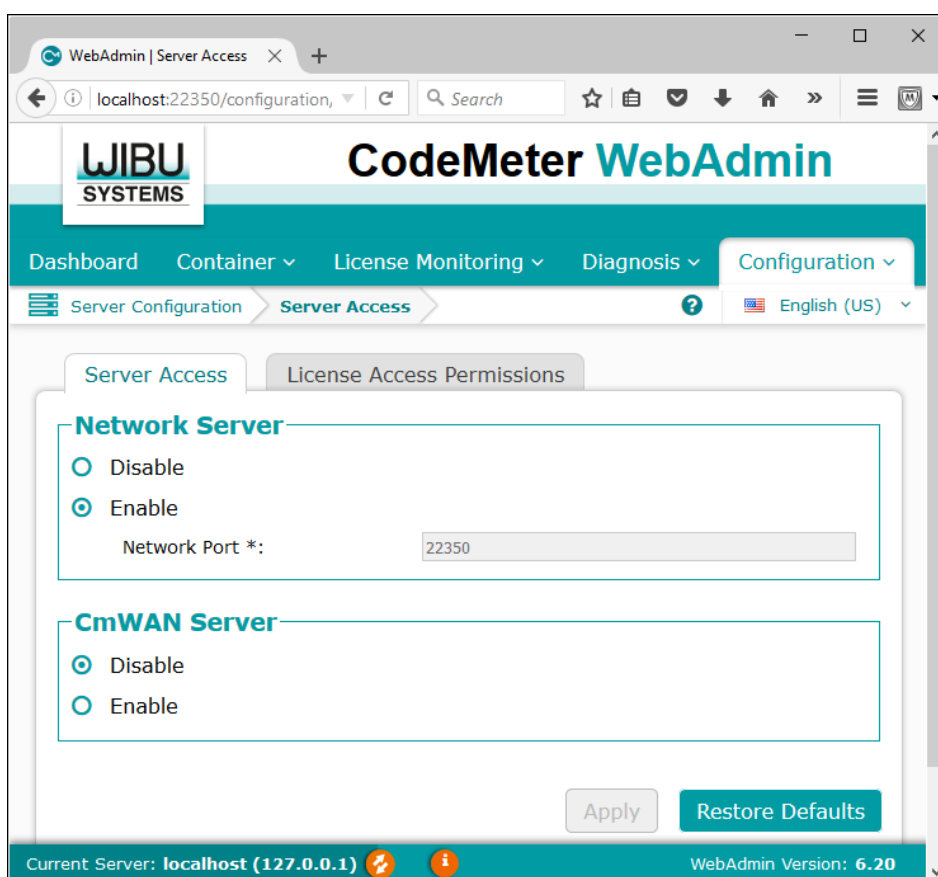 WebAdmin | Server Access
localhost:22350/configuration,
Search
WIBU
SYSTEMS
CodeMeter WebAdmin
Dashboard Container License Monitoring Diagnosis Configuration
Server Configuration Server Access ? English (US)
Server Access License Access Permissions
Network Server
Disable
Enable
Network Port *: 22350
CmWAN Server
Disable
Enable
Apply Restore Defaults
Current Server: localhost (127.0.0.1) WebAdmin Version: 6.20